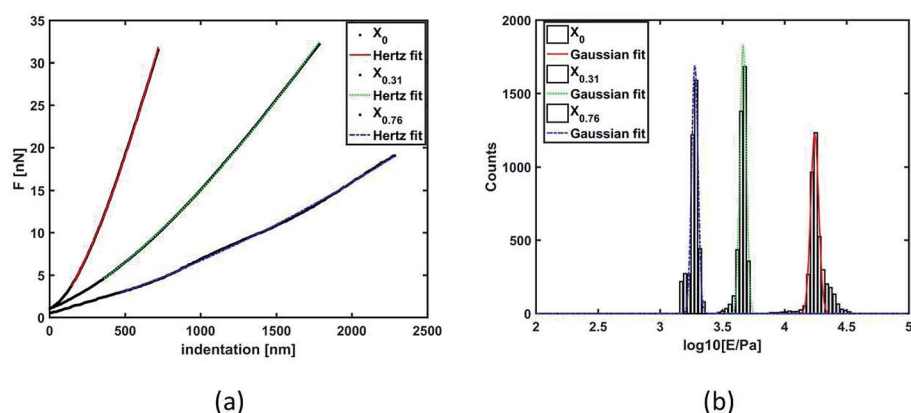 35
30
25
20
15
10
5
0
F [nN]
0 500 1000 1500 2000 2500
indentation [nm]
X0
Hertz fit
X0.31
Hertz fit
X0.76
Hertz fit
(a)
2000
1500
1000
500
0
Counts
2 2.5 3 3.5 4 4.5 5
log10[E/Pa]
X0
Gaussian fit
X0.31
Gaussian fit
X0.76
Gaussian fit
(b)